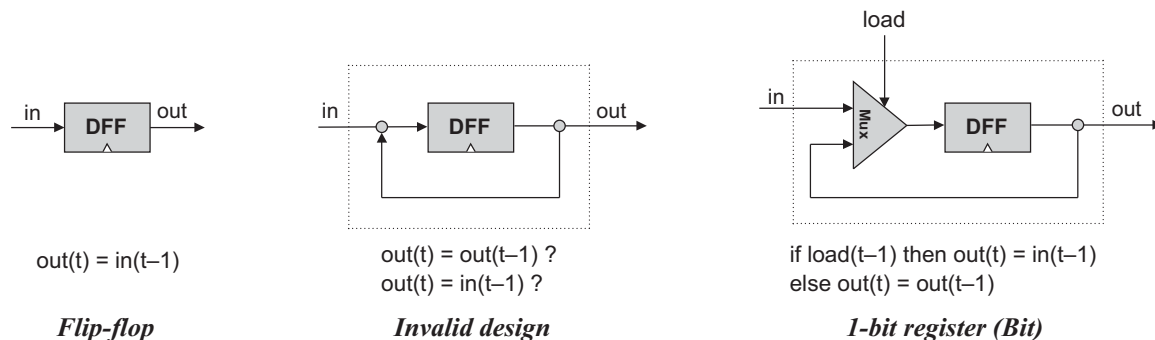 in
DFF
out
out(t) = in(t–1)
Flip-flop
in
DFF
out
out(t) = out(t–1) ?
out(t) = in(t–1) ?
Invalid design
load
in
Mux
DFF
out
if load(t–1) then out(t) = in(t–1)
else out(t) = out(t–1)
1-bit register (Bit)